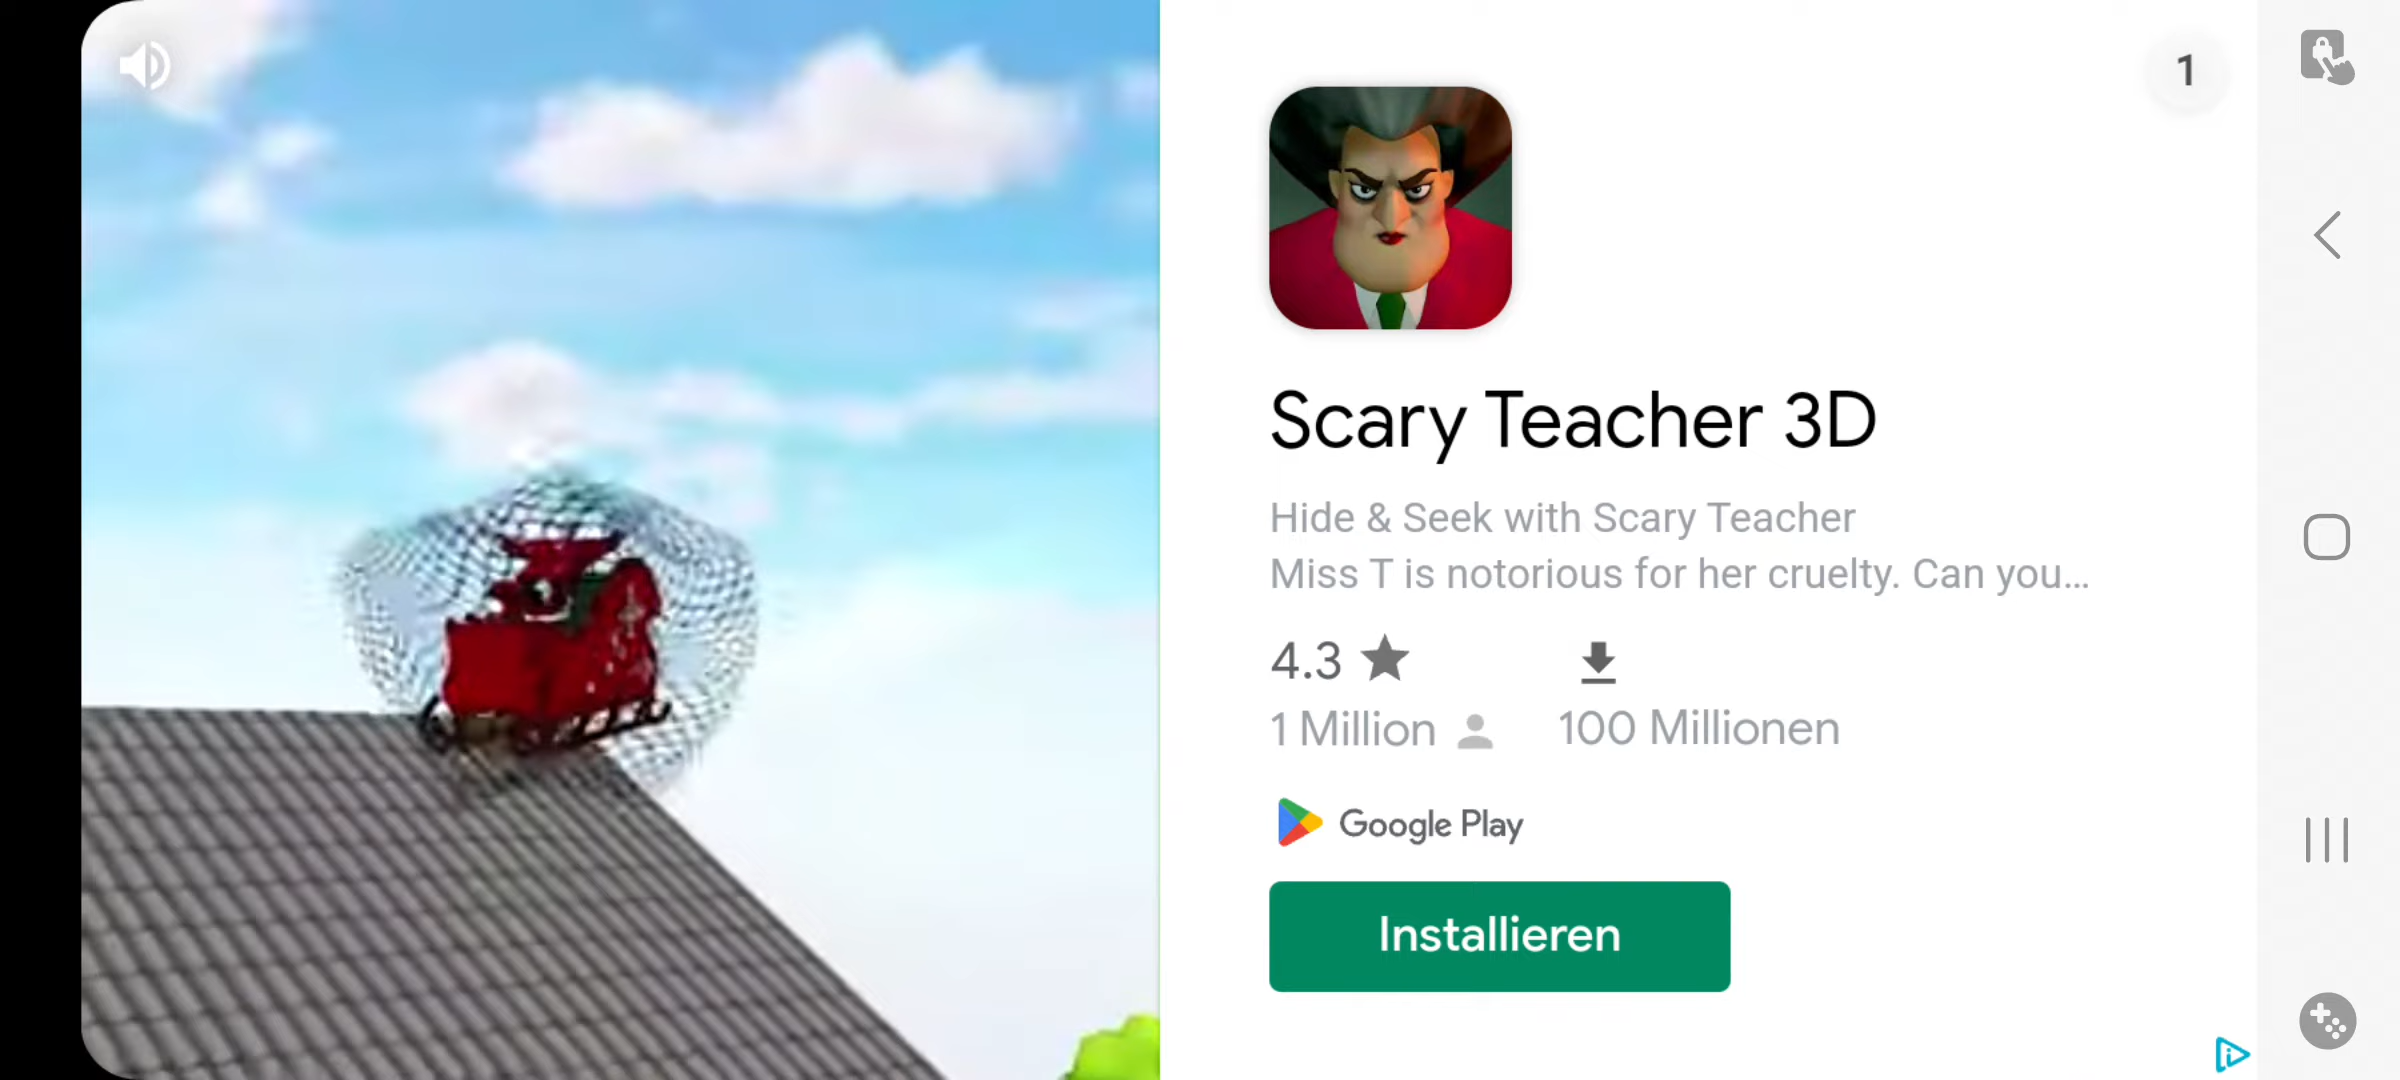 1
Scary Teacher 3D
Hide & Seek with Scary Teacher
Miss T is notorious for her cruelty. Can you...
4.3
1 Million
100 Millionen
Google Play
Installieren